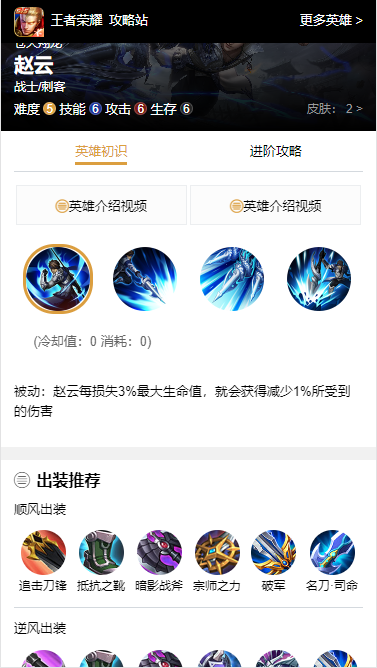 王者荣耀 攻略站 更多英雄 >
苍天翔龙
赵云
战士/刺客
难度 5 技能 6 攻击 6 生存 6 皮肤： 2 >
英雄初识 进阶攻略
英雄介绍视频 英雄介绍视频
(冷却值：0 消耗：0)
被动：赵云每损失3%最大生命值，就会获得减少1%所受到
的伤害
出装推荐
顺风出装
追击刀锋 抵抗之靴 暗影战斧 宗师之力 破军 名刀·司命
逆风出装